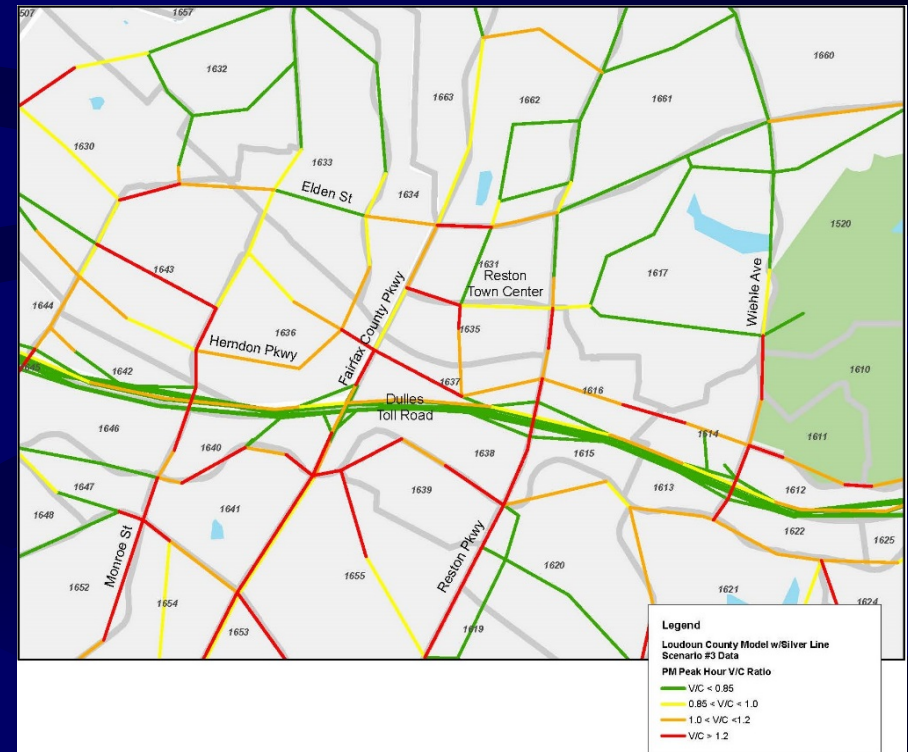 507
1657
1632
1660
1663
1662
1661
1630
1633
1634
Elden St
1520
1631
1643
1617
Reston
Town Center
Wiehle Ave
Fairfax County Pkwy
1644
1636
1635
Herndon Pkwy
1610
1642
1637
1616
Dulles
Toll Road
1646
1640
1614
1611
1638
1615
1647
1639
1613
1612
1648
1641
1622
1625
Monroe St
Reston Pkwy
1652
1655
1620
1654
1621
1624
1653
1619
Legend
Loudoun County Model w/Silver Line
Scenario #3 Data
PM Peak Hour V/C Ratio
V/C < 0.85
0.85 < V/C < 1.0
1.0 < V/C <1.2
V/C > 1.2